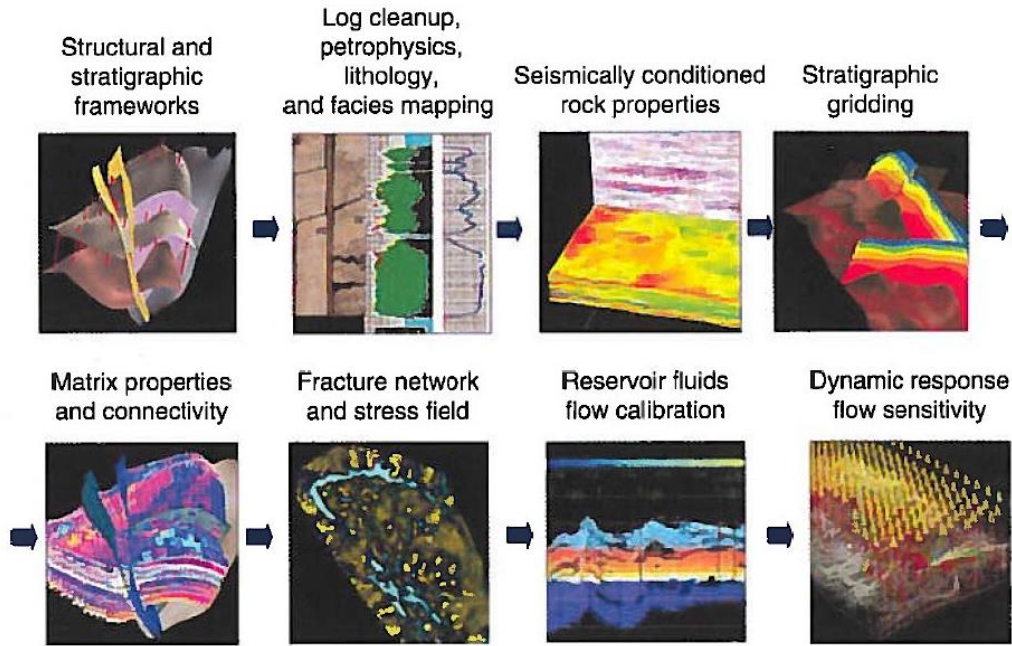 Structural and
stratigraphic
frameworks
Log cleanup,
petrophysics,
lithology,
and facies mapping
Seismically conditioned
rock properties
Stratigraphic
gridding
Matrix properties
and connectivity
Fracture network
and stress field
Reservoir fluids
flow calibration
Dynamic response
flow sensitivity